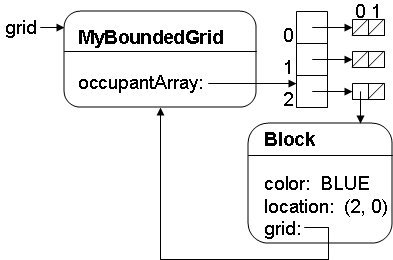 grid
MyBoundedGrid
occupantArray:
0 1
0
1
2
Block
color: BLUE
location: (2, 0)
grid: